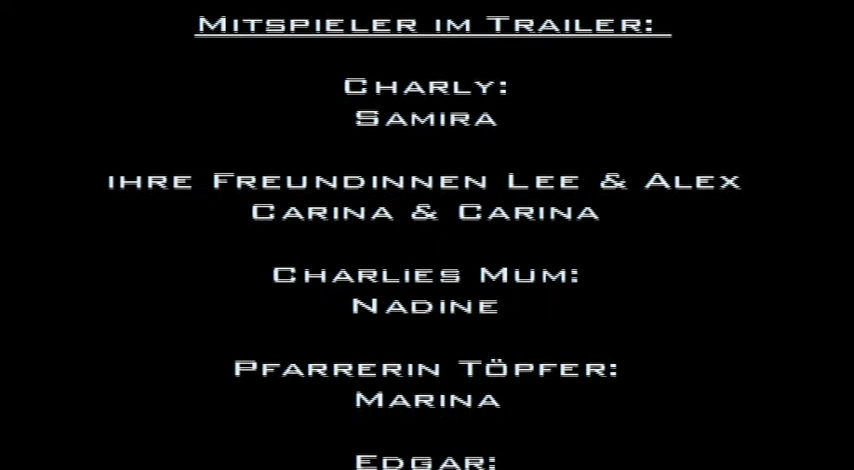 Mitspieler im Trailer:
Charly:
Samira
ihre Freundinnen Lee & Alex
Carina & Carina
Charlies Mum:
Nadine
Pfarrerin Töpfer:
Marina
Edgar: